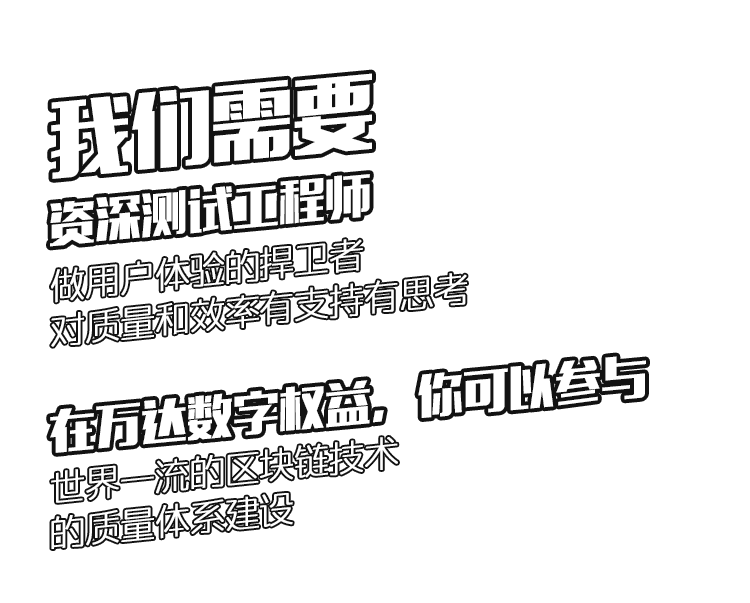 我们需要
资深测试工程师
做用户体验的捍卫者
对质量和效率有支持有思考
在万达数字权益，你可以参与
世界一流的区块链技术
的质量体系建设